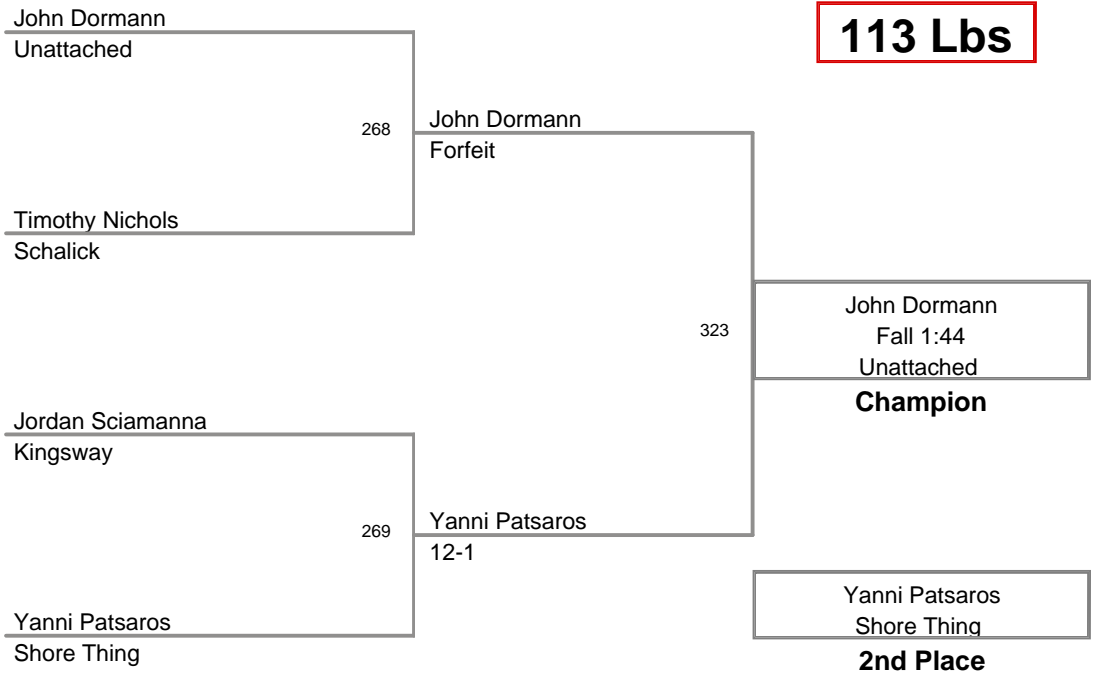 John Dormann
Unattached
113 Lbs
268
John Dormann
Forfeit
Timothy Nichols
Schalick
323
John Dormann
Fall 1:44
Unattached
Champion
Jordan Sciamanna
Kingsway
269
Yanni Patsaros
12-1
Yanni Patsaros
Shore Thing
Yanni Patsaros
Shore Thing
2nd Place